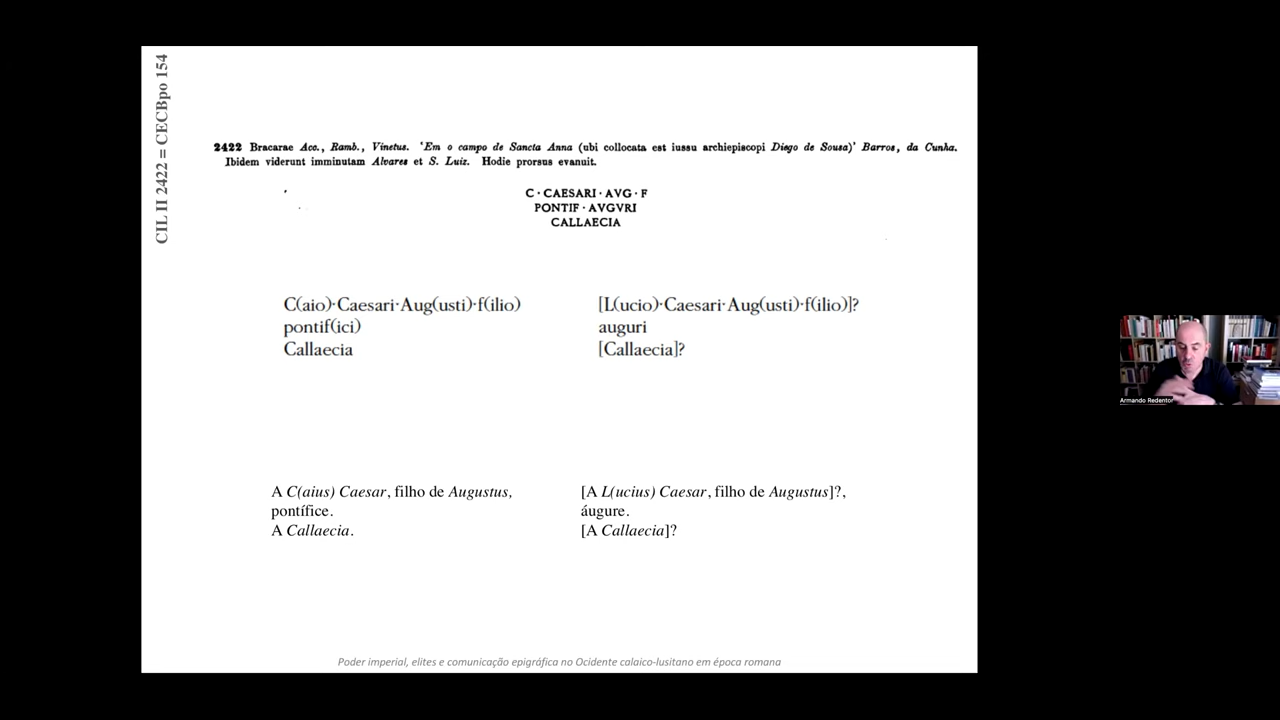 CIL II 2422 = CECBpo 154
2422 Bracarae Aco., Ramb., Vinetus. 'Em o campo de Sancta Anna (ubi collocata est iussu archiepiscopi Diego de Sousa)' Barros, da Cunha.
Ibidem viderunt imminutam Alvares et S. Luiz. Hodie prorsus evanuit.
C · CAESARI · AVG · F
PONTIF · AVGVRI
CALLAECIA
C(aio)·Caesari·Aug(usti)·f(ilio)
pontif(ici)
Callaecia
[L(ucio)·Caesari·Aug(usti)·f(ilio)]?
auguri
[Callaecia]?
A C(aius) Caesar, filho de Augustus,
pontífice.
A Callaecia.
[A L(ucius) Caesar, filho de Augustus]?,
áugure.
[A Callaecia]?
Poder imperial, elites e comunicação epigráfica no Ocidente calaico-lusitano em época romana
Armando Redentor